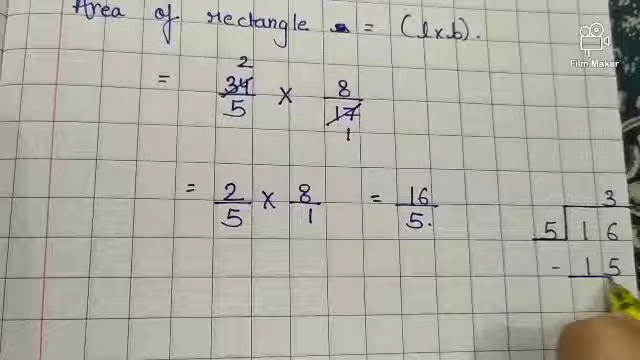 Area of rectangle = (l×b).
2
= 34/5 × 8/17
1
= 2/5 × 8/1 = 16/5.
3
5 16
- 15
Film Maker